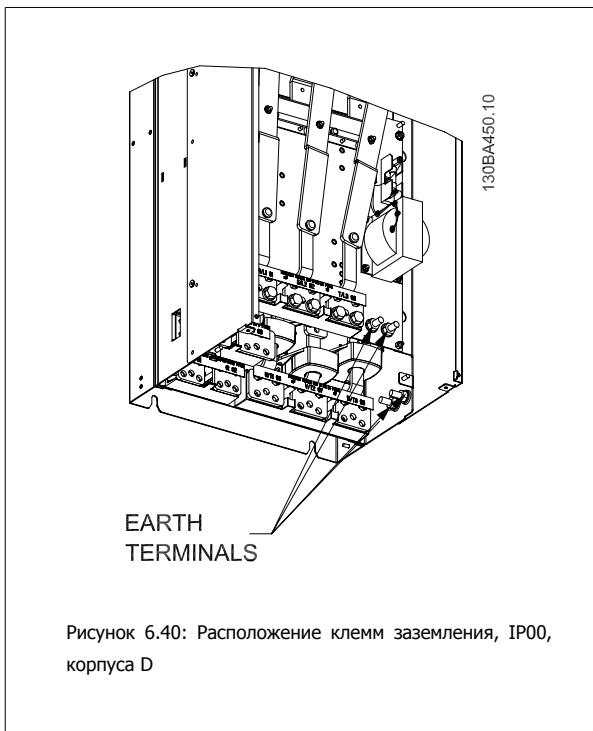 130BA450.10
EARTH
TERMINALS
Рисунок 6.40: Расположение клемм заземления, IP00,
корпуса D